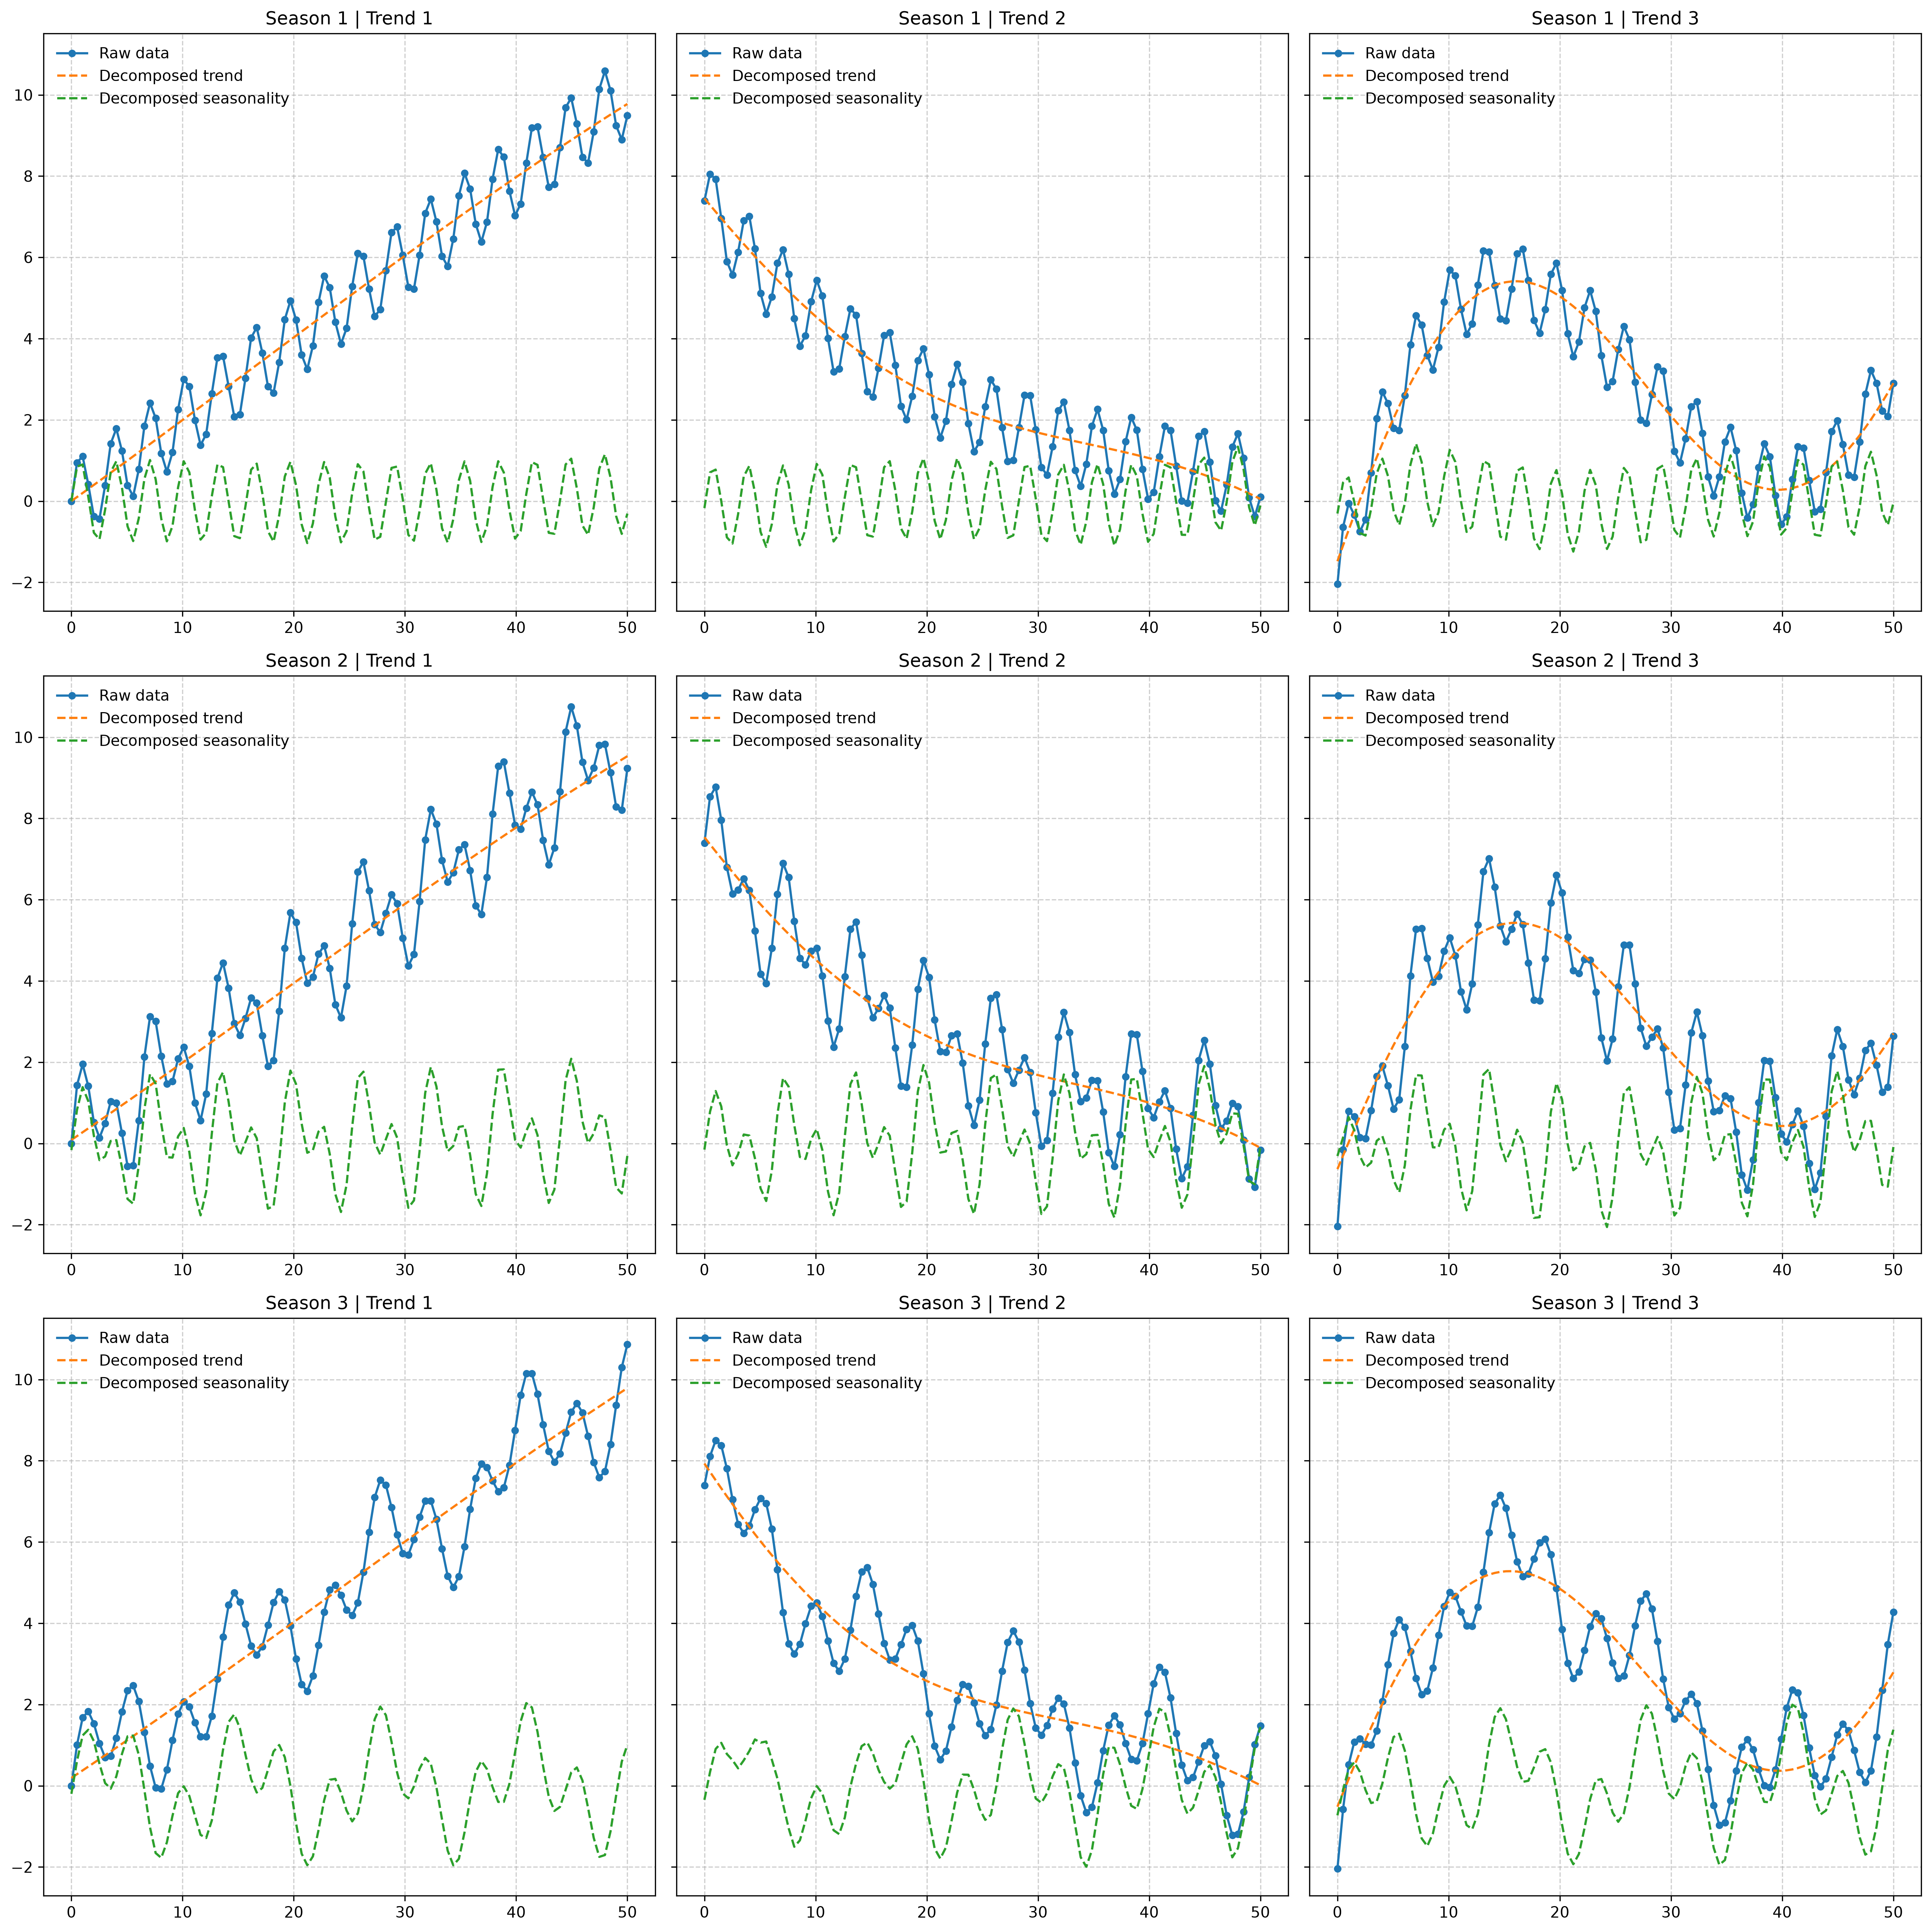 Season 1 | Trend 1
Season 1 | Trend 2
Season 1 | Trend 3
Raw data
Decomposed trend
Decomposed seasonality
Raw data
Decomposed trend
Decomposed seasonality
Raw data
Decomposed trend
Decomposed seasonality
10
8
6
4
2
0
−2
0 10 20 30 40 50
0 10 20 30 40 50
0 10 20 30 40 50
Season 2 | Trend 1
Season 2 | Trend 2
Season 2 | Trend 3
Raw data
Decomposed trend
Decomposed seasonality
Raw data
Decomposed trend
Decomposed seasonality
Raw data
Decomposed trend
Decomposed seasonality
10
8
6
4
2
0
−2
0 10 20 30 40 50
0 10 20 30 40 50
0 10 20 30 40 50
Season 3 | Trend 1
Season 3 | Trend 2
Season 3 | Trend 3
Raw data
Decomposed trend
Decomposed seasonality
Raw data
Decomposed trend
Decomposed seasonality
Raw data
Decomposed trend
Decomposed seasonality
10
8
6
4
2
0
−2
0 10 20 30 40 50
0 10 20 30 40 50
0 10 20 30 40 50